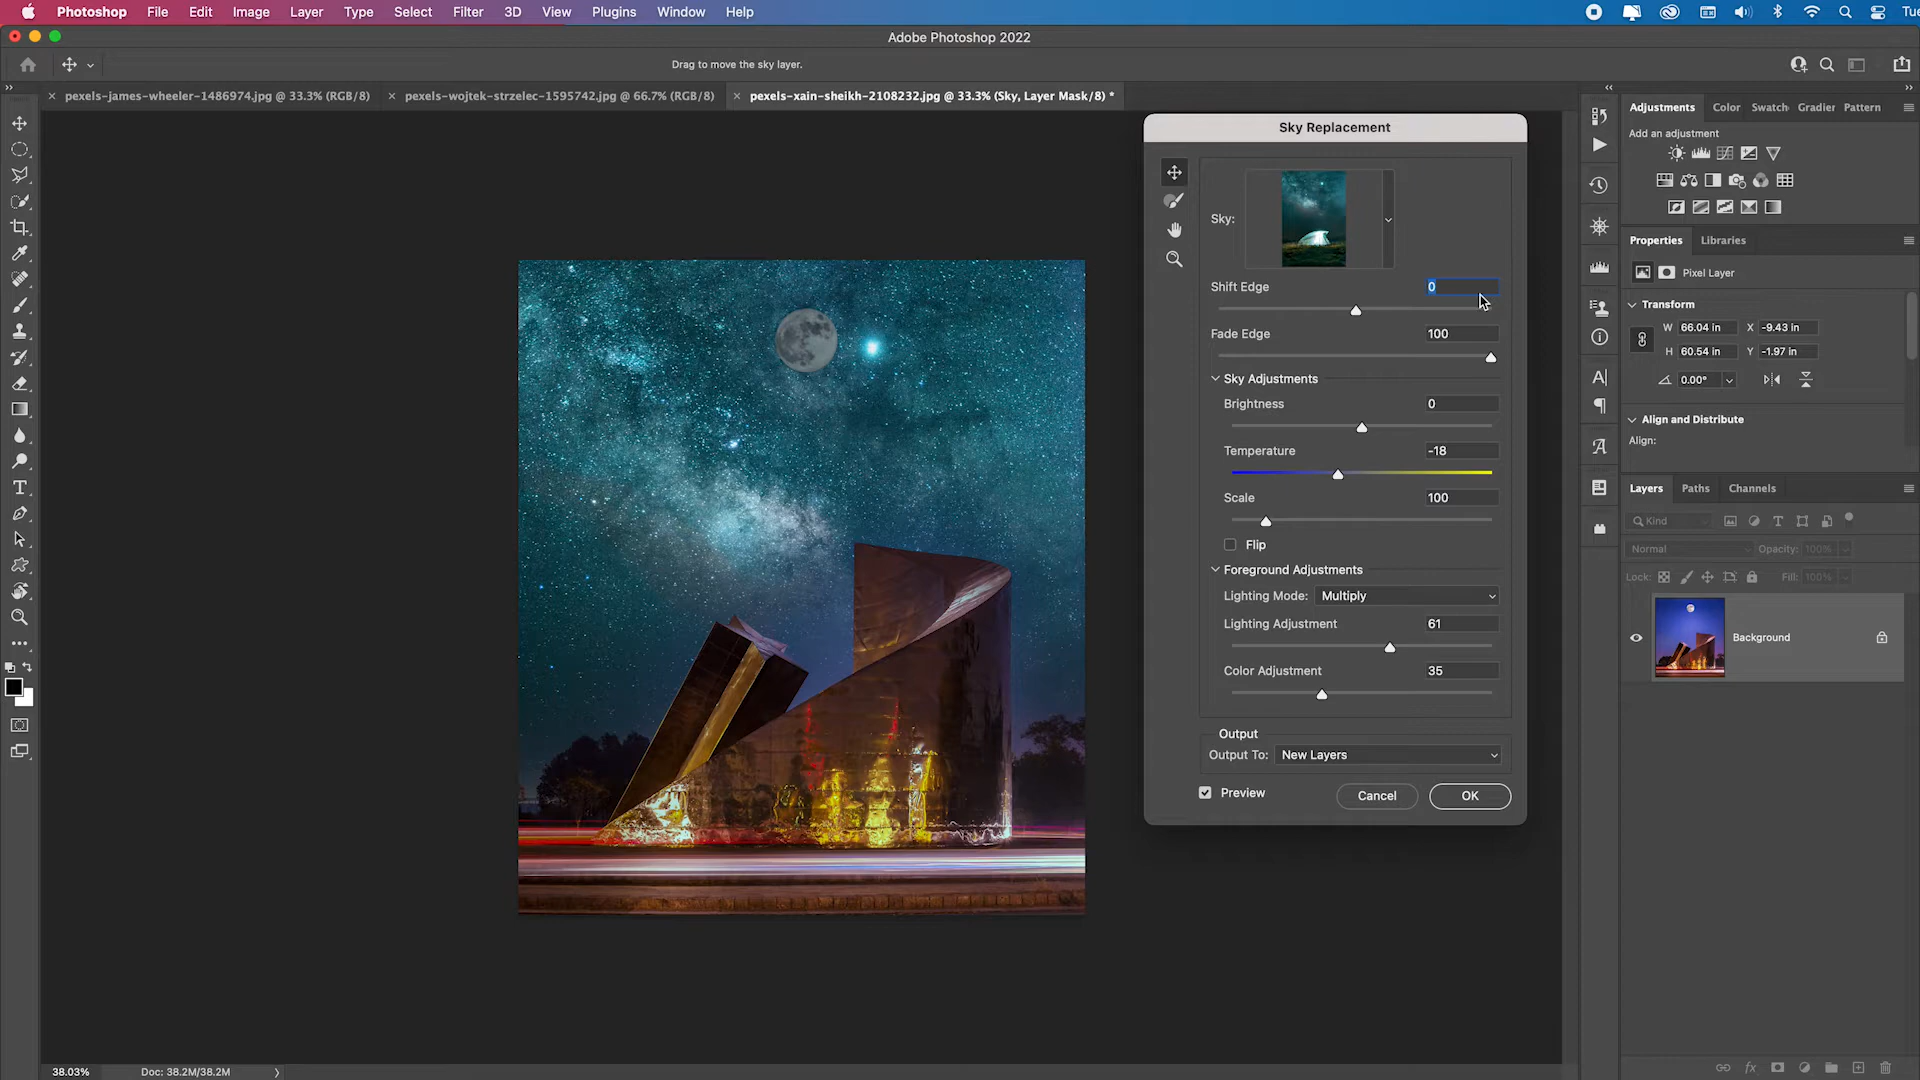 Photoshop File Edit Image Layer Type Select Filter 3D View Plugins Window Help Tue
Adobe Photoshop 2022
Drag to move the sky layer.
pexels-james-wheeler-1486974.jpg @ 33.3% (RGB/8)
pexels-wojtek-strzelec-1595742.jpg @ 66.7% (RGB/8)
pexels-xain-sheikh-2108232.jpg @ 33.3% (Sky, Layer Mask/8) *
Sky Replacement
Sky:
Shift Edge 0
Fade Edge 100
Sky Adjustments
Brightness 0
Temperature -18
Scale 100
Flip
Foreground Adjustments
Lighting Mode: Multiply
Lighting Adjustment 61
Color Adjustment 35
Output
Output To: New Layers
Preview Cancel OK
Adjustments Color Swatch Gradier Pattern
Add an adjustment
Properties Libraries
Pixel Layer
Transform
W 66.04 in X -9.43 in
H 60.54 in Y -1.97 in
0.00°
Align and Distribute
Align:
Layers Paths Channels
Kind
Normal Opacity: 100%
Lock: Fill: 100%
Background
fx
38.03% Doc: 38.2M/38.2M